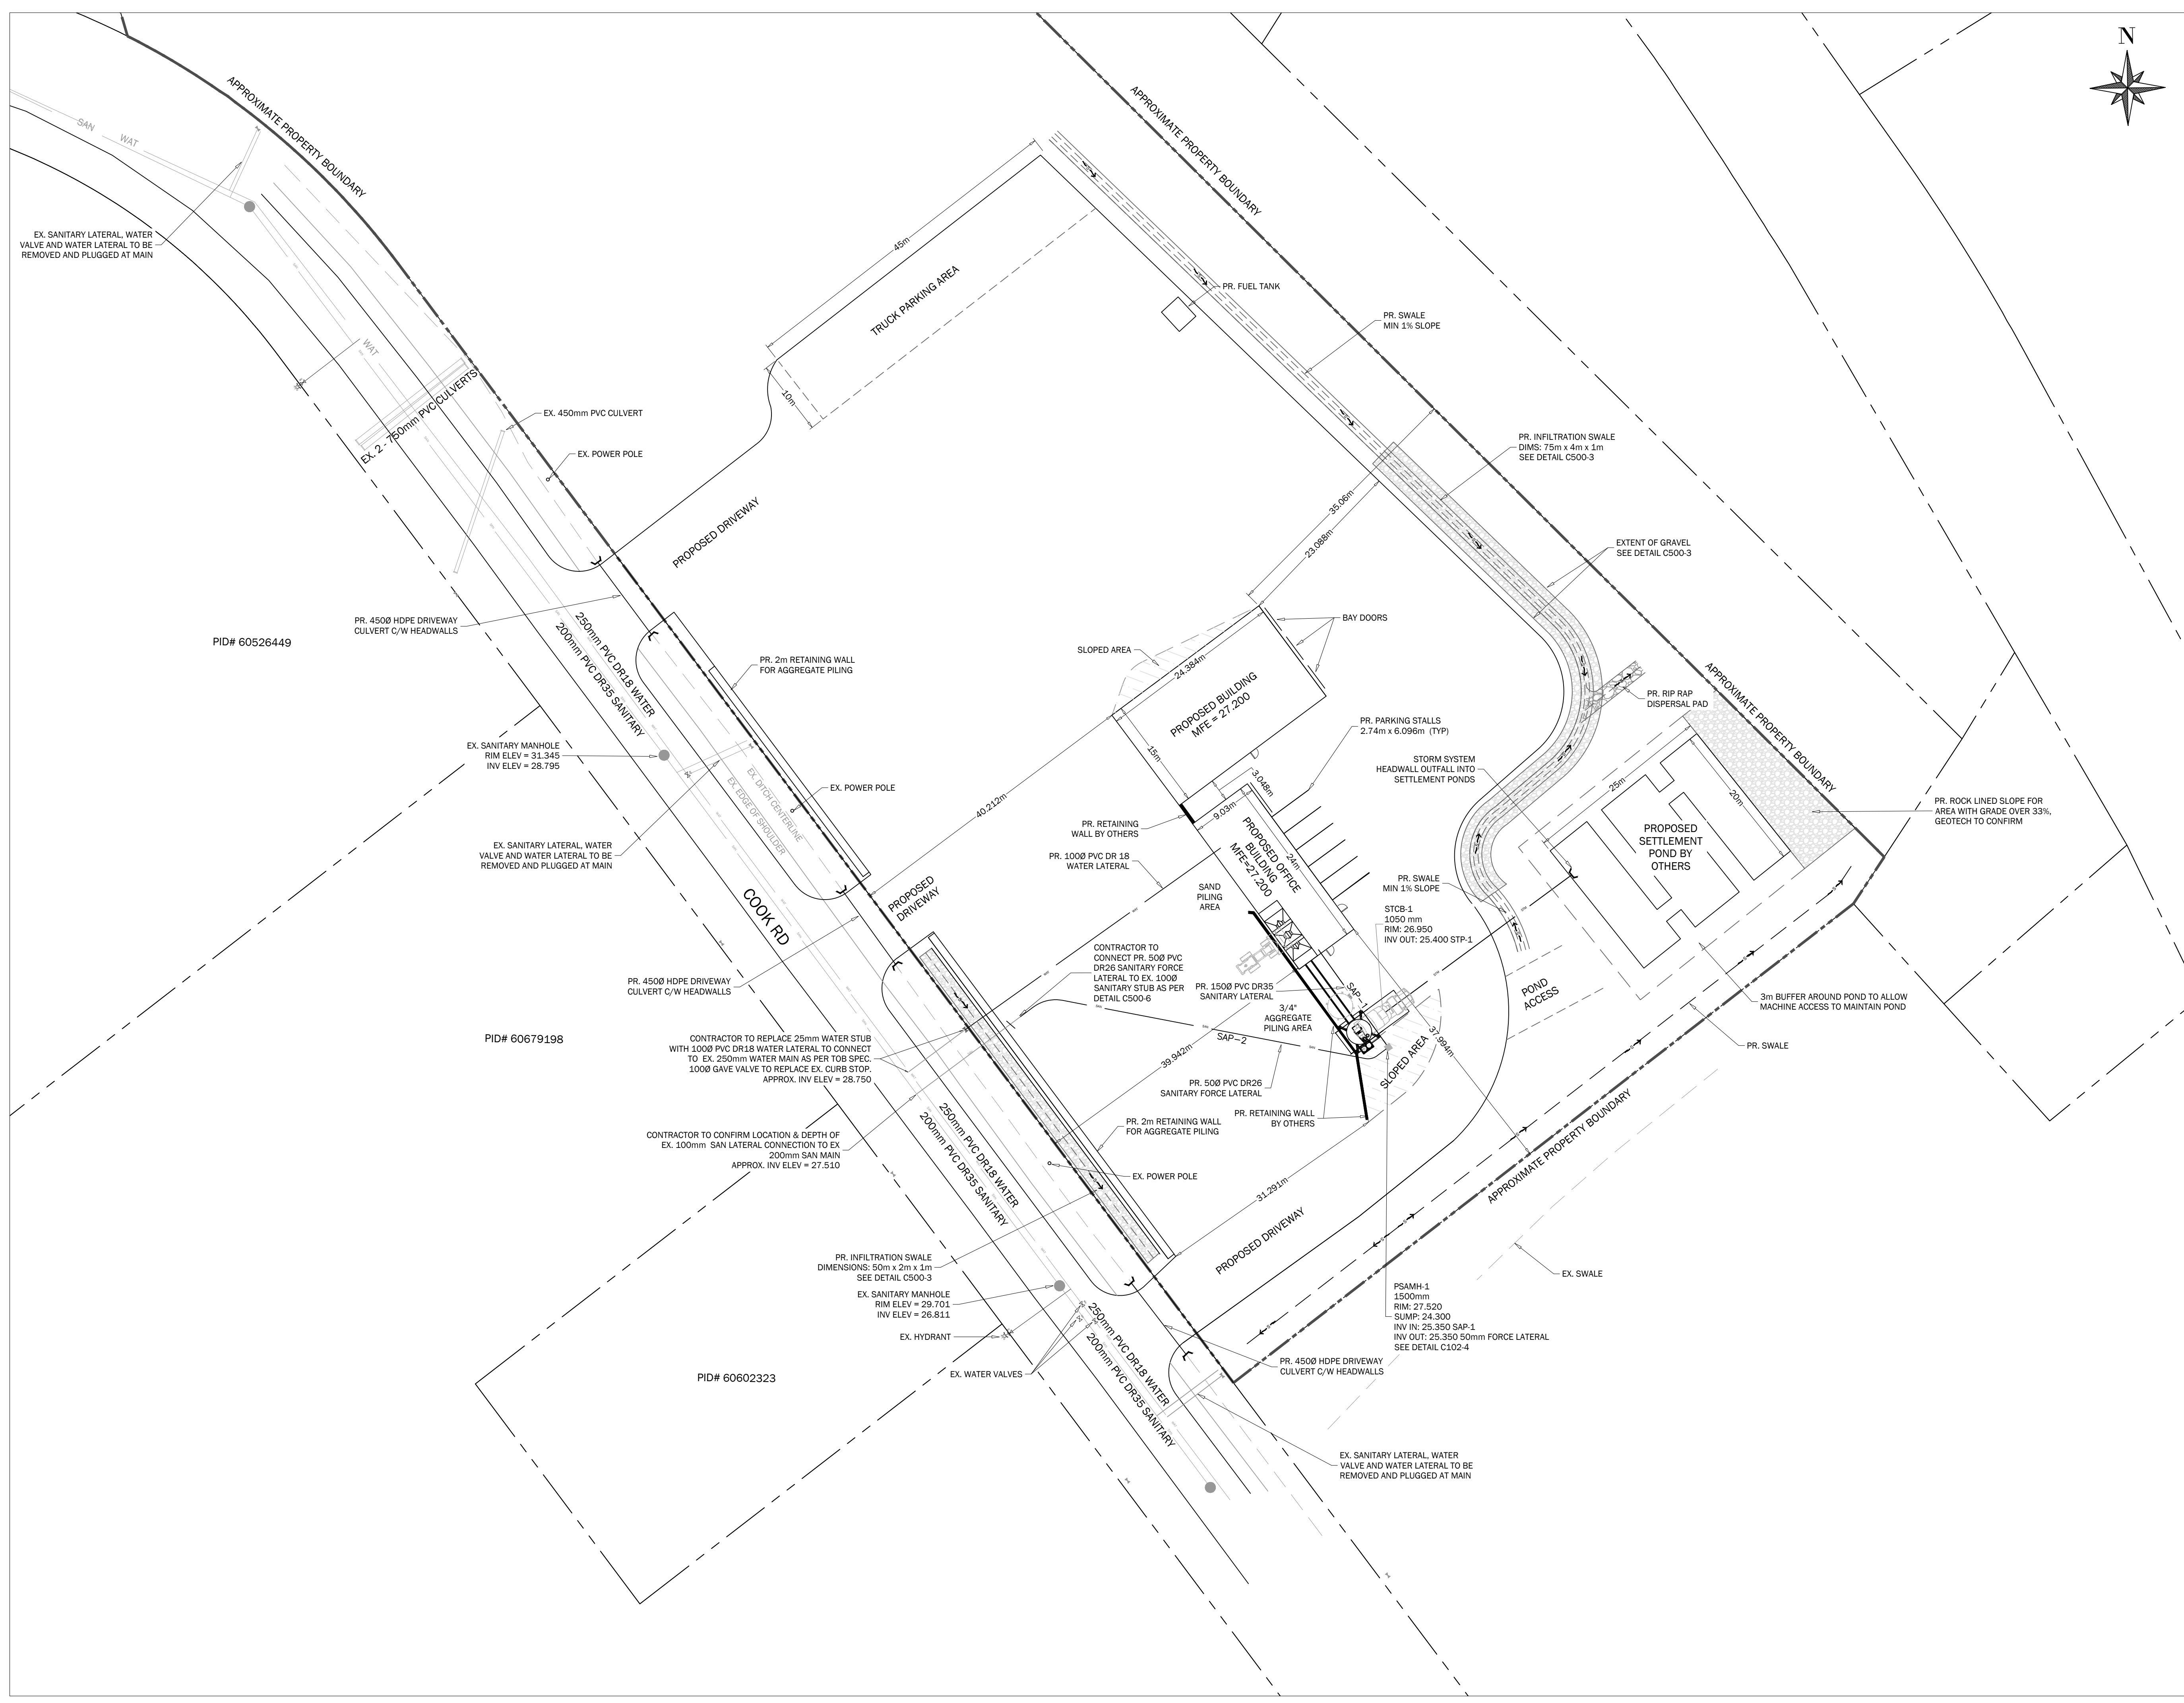 N
APPROXIMATE PROPERTY BOUNDARY
APPROXIMATE PROPERTY BOUNDARY
SAN
WAT
EX. SANITARY LATERAL, WATER
VALVE AND WATER LATERAL TO BE
REMOVED AND PLUGGED AT MAIN
45m
TRUCK PARKING AREA
10m
PR. FUEL TANK
PR. SWALE
MIN 1% SLOPE
WAT
EX. 2 - 750mm PVC CULVERTS
EX. 450mm PVC CULVERT
EX. POWER POLE
PR. INFILTRATION SWALE
DIMS: 75m x 4m x 1m
SEE DETAIL C500-3
35.06m
23.088m
PROPOSED DRIVEWAY
EXTENT OF GRAVEL
SEE DETAIL C500-3
PR. 450Ø HDPE DRIVEWAY
CULVERT C/W HEADWALLS
250mm PVC DR18 WATER
200mm PVC DR35 SANITARY
PID# 60526449
BAY DOORS
SLOPED AREA
24.384m
PR. 2m RETAINING WALL
FOR AGGREGATE PILING
PROPOSED BUILDING
MFE = 27.200
15m
APPROXIMATE PROPERTY BOUNDARY
PR. RIP RAP
DISPERSAL PAD
PR. PARKING STALLS
2.74m x 6.096m  (TYP)
EX. SANITARY MANHOLE
RIM ELEV = 31.345
INV ELEV = 28.795
STORM SYSTEM
HEADWALL OUTFALL INTO
SETTLEMENT PONDS
EX. DITCH CENTERLINE
EX. EDGE OF SHOULDER
EX. POWER POLE
40.212m
3.048m
9.03m
25m
20m
PR. ROCK LINED SLOPE FOR
AREA WITH GRADE OVER 33%,
GEOTECH TO CONFIRM
PR. RETAINING
WALL BY OTHERS
PROPOSED OFFICE
BUILDING
MFE=27.200
24m
PROPOSED
SETTLEMENT
POND BY
OTHERS
EX. SANITARY LATERAL, WATER
VALVE AND WATER LATERAL TO BE
REMOVED AND PLUGGED AT MAIN
PR. 100Ø PVC DR 18
WATER LATERAL
PR. SWALE
MIN 1% SLOPE
SAND
PILING
AREA
PROPOSED
DRIVEWAY
COOK RD
STCB-1
1050 mm
RIM: 26.950
INV OUT: 25.400 STP-1
CONTRACTOR TO
CONNECT PR. 50Ø PVC
DR26 SANITARY FORCE
LATERAL TO EX. 100Ø
SANITARY STUB AS PER
DETAIL C500-6
PR. 450Ø HDPE DRIVEWAY
CULVERT C/W HEADWALLS
PR. 150Ø PVC DR35
SANITARY LATERAL
SAP-1
POND
ACCESS
3m BUFFER AROUND POND TO ALLOW
MACHINE ACCESS TO MAINTAIN POND
3/4"
AGGREGATE
PILING AREA
PID# 60679198
CONTRACTOR TO REPLACE 25mm WATER STUB
WITH 100Ø PVC DR18 WATER LATERAL TO CONNECT
TO  EX. 250mm WATER MAIN AS PER TOB SPEC.
100Ø GAVE VALVE TO REPLACE EX. CURB STOP.
APPROX. INV ELEV = 28.750
SAP-2
39.942m
37.994m
SLOPED AREA
PR. SWALE
PR. 50Ø PVC DR26
SANITARY FORCE LATERAL
PR. RETAINING WALL
BY OTHERS
PR. 2m RETAINING WALL
FOR AGGREGATE PILING
250mm PVC DR18 WATER
200mm PVC DR35 SANITARY
CONTRACTOR TO CONFIRM LOCATION & DEPTH OF
EX. 100mm  SAN LATERAL CONNECTION TO EX
200mm SAN MAIN
APPROX. INV ELEV = 27.510
APPROXIMATE PROPERTY BOUNDARY
EX. POWER POLE
31.291m
PROPOSED DRIVEWAY
PR. INFILTRATION SWALE
DIMENSIONS: 50m x 2m x 1m
SEE DETAIL C500-3
EX. SWALE
EX. SANITARY MANHOLE
RIM ELEV = 29.701
INV ELEV = 26.811
PSAMH-1
1500mm
RIM: 27.520
SUMP: 24.300
INV IN: 25.350 SAP-1
INV OUT: 25.350 50mm FORCE LATERAL
SEE DETAIL C102-4
EX. HYDRANT
250mm PVC DR18 WATER
200mm PVC DR35 SANITARY
PR. 450Ø HDPE DRIVEWAY
CULVERT C/W HEADWALLS
EX. WATER VALVES
PID# 60602323
EX. SANITARY LATERAL, WATER
VALVE AND WATER LATERAL TO BE
REMOVED AND PLUGGED AT MAIN